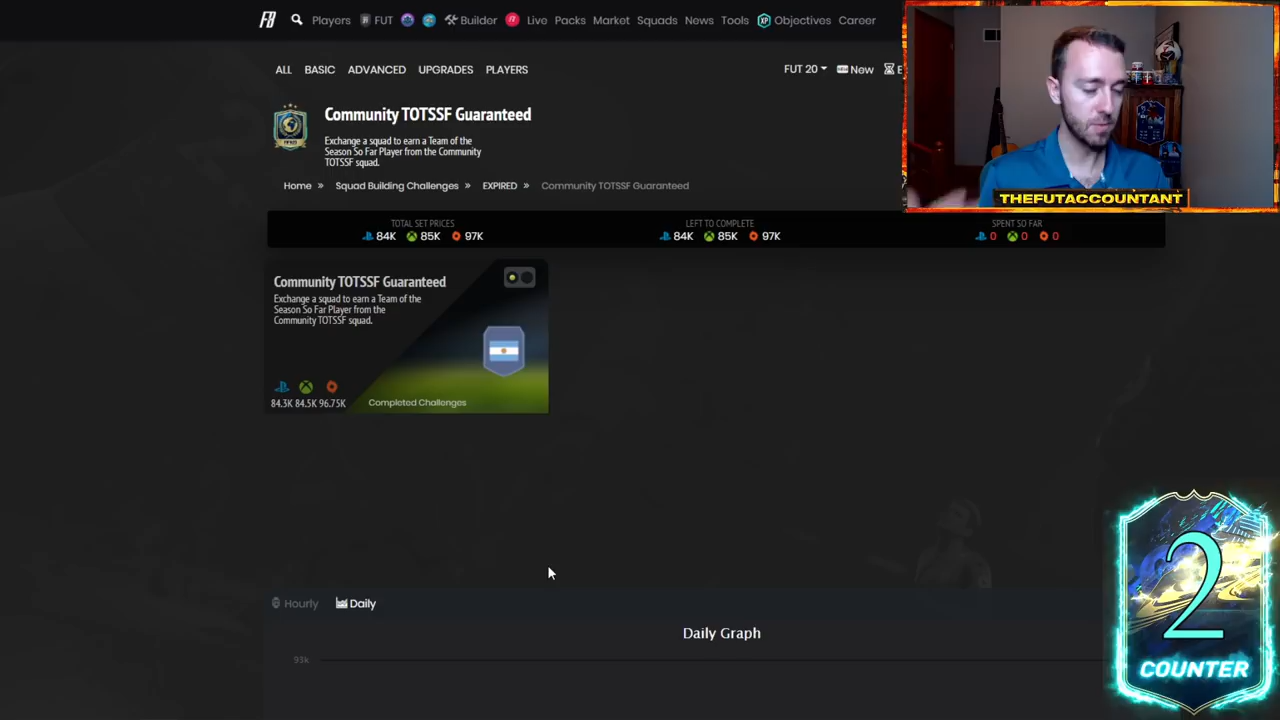 Players FUT Builder Live Packs Market Squads News Tools XP Objectives Career
ALL BASIC ADVANCED UPGRADES PLAYERS FUT 20 New
Community TOTSSF Guaranteed
Exchange a squad to earn a Team of the
Season So Far Player from the Community
TOTSSF squad.
Home » Squad Building Challenges » EXPIRED » Community TOTSSF Guaranteed
THEFUTACCOUNTANT
TOTAL SET PRICES LEFT TO COMPLETE SPENT SO FAR
84K 85K 97K 84K 85K 97K 0 0 0
Community TOTSSF Guaranteed
Exchange a squad to earn a Team of the
Season So Far Player from the
Community TOTSSF squad.
84.3K 84.5K 96.75K Completed Challenges
Hourly Daily
Daily Graph
93k
2
COUNTER